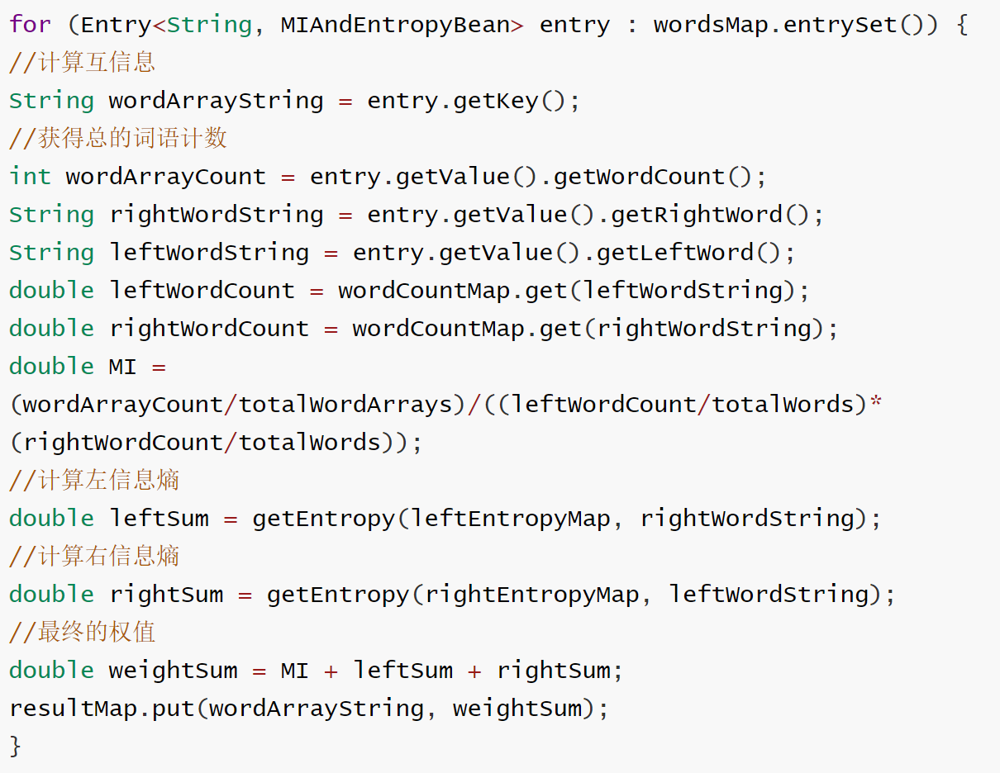 for (Entry<String, MIAndEntropyBean> entry : wordsMap.entrySet()) {
//计算互信息
String wordArrayString = entry.getKey();
//获得总的词语计数
int wordArrayCount = entry.getValue().getWordCount();
String rightWordString = entry.getValue().getRightWord();
String leftWordString = entry.getValue().getLeftWord();
double leftWordCount = wordCountMap.get(leftWordString);
double rightWordCount = wordCountMap.get(rightWordString);
double MI =
(wordArrayCount/totalWordArrays)/((leftWordCount/totalWords)*
(rightWordCount/totalWords));
//计算左信息熵
double leftSum = getEntropy(leftEntropyMap, rightWordString);
//计算右信息熵
double rightSum = getEntropy(rightEntropyMap, leftWordString);
//最终的权值
double weightSum = MI + leftSum + rightSum;
resultMap.put(wordArrayString, weightSum);
}